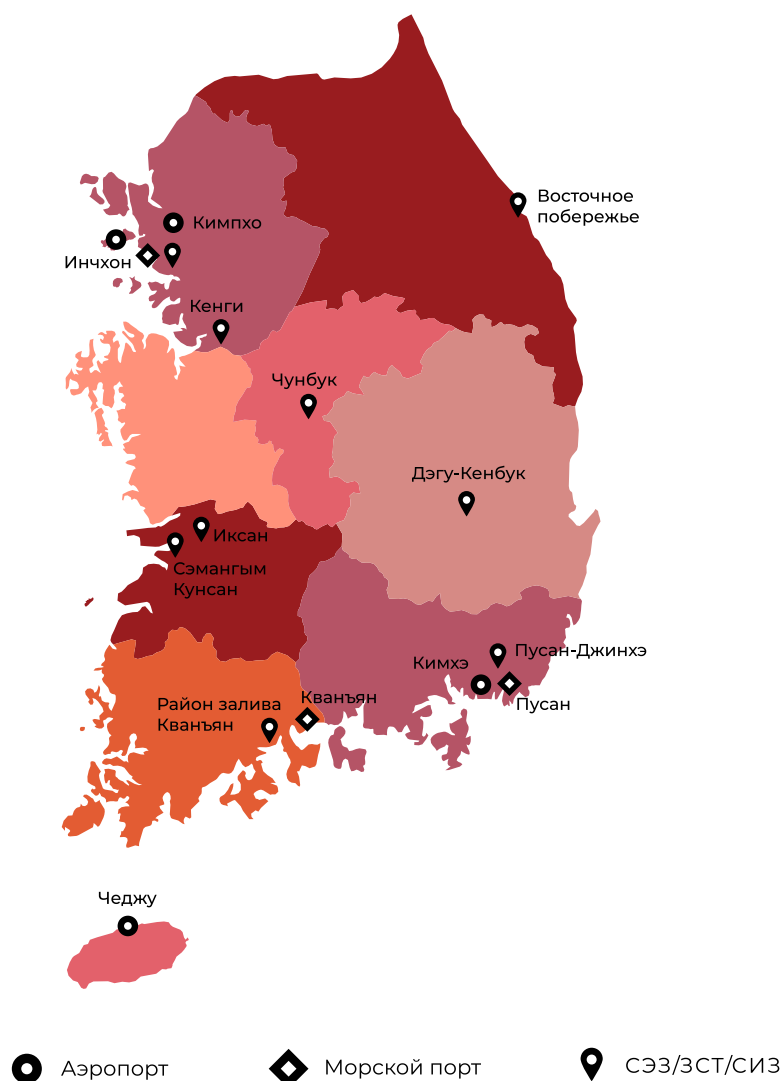 Восточное
побережье
Кимпхо
Инчхон
Кенги
Чунбук
Дэгу-Кенбук
Иксан
Сэмангым
Кунсан
Пусан-Джинхэ
Кимхэ
Кванъян
Район залива
Кванъян
Пусан
Чеджу
Аэропорт
Морской порт
СЭЗ/ЗСТ/СИЗ